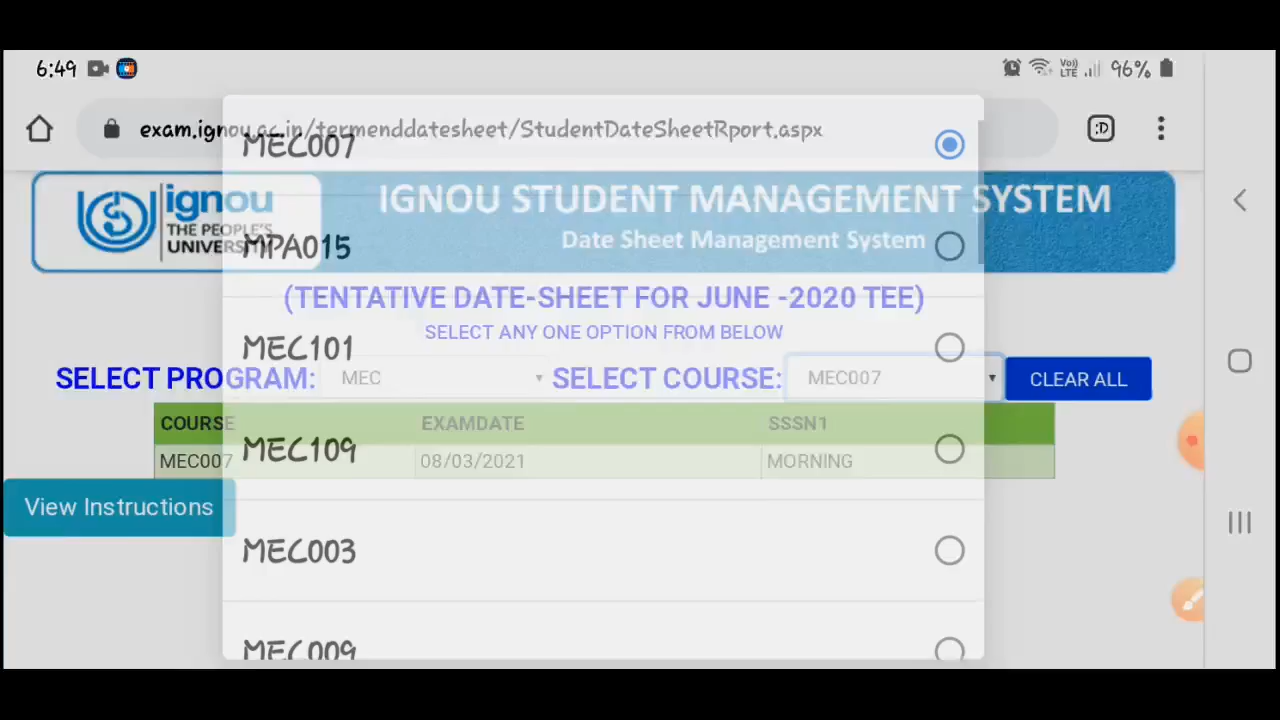 6:49
Vo))
LTE
96%
exam.ignou.ac.in/termenddatesheet/StudentDateSheetRport.aspx
:D
MEC007
ignou
THE PEOPLE'S
UNIVERSITY
IGNOU STUDENT MANAGEMENT SYSTEM
Date Sheet Management System
MPA015
(TENTATIVE DATE-SHEET FOR JUNE -2020 TEE)
SELECT ANY ONE OPTION FROM BELOW
MEC101
SELECT PROGRAM: MEC SELECT COURSE: MEC007 CLEAR ALL
COURSE EXAMDATE SSSN1
MEC109
MEC007 08/03/2021 MORNING
View Instructions
MEC003
MEC009